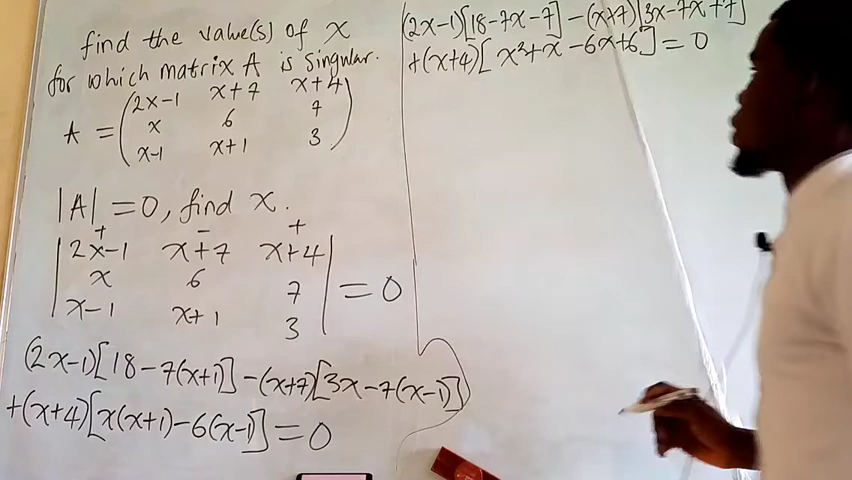 find the value(s) of x
for which matrix A is singular.
A = ( 2x-1 x+7 x+4
x 6 7
x-1 x+1 3 )
|A| = 0, find x.
+ - +
| 2x-1 x+7 x+4 |
x 6 7 = 0
x-1 x+1 3
(2x-1)[18-7(x+1)] -(x+7)[3x-7(x-1)]
+(x+4)[x(x+1)-6(x-1)] = 0
(2x-1)[18-7x-7] -(x+7)[3x-7x+7]
+(x+4)[x²+x-6x+6] = 0